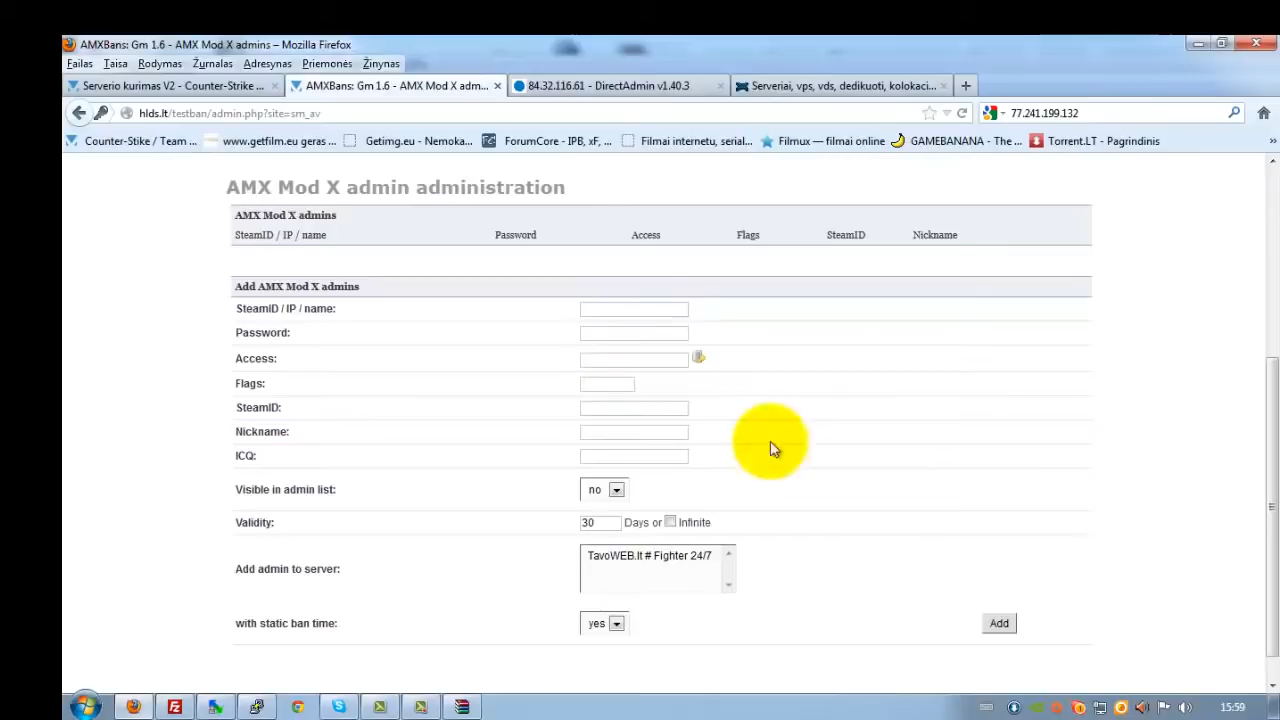 AMXBans: Gm 1.6 - AMX Mod X admins – Mozilla Firefox
Failas Taisa Rodymas Žurnalas Adresynas Priemonės Žinynas
Serverio kurimas V2 - Counter-Strike ... AMXBans: Gm 1.6 - AMX Mod X adm... 84.32.116.61 - DirectAdmin v1.40.3 Serveriai, vps, vds, dedikuoti, kolokaci...
hlds.lt/testban/admin.php?site=sm_av 77.241.199.132
Counter-Stike / Team ... www.getfilm.eu geras ... Getimg.eu - Nemoka... ForumCore - IPB, xF, ... Filmai internetu, serial... Filmux — filmai online GAMEBANANA - The ... Torrent.LT - Pagrindinis »
AMX Mod X admin administration
AMX Mod X admins
SteamID / IP / name Password Access Flags SteamID Nickname
Add AMX Mod X admins
SteamID / IP / name:
Password:
Access:
Flags:
SteamID:
Nickname:
ICQ:
Visible in admin list: no
Validity: 30 Days or Infinite
TavoWEB.lt # Fighter 24/7
Add admin to server:
with static ban time: yes Add
15:59